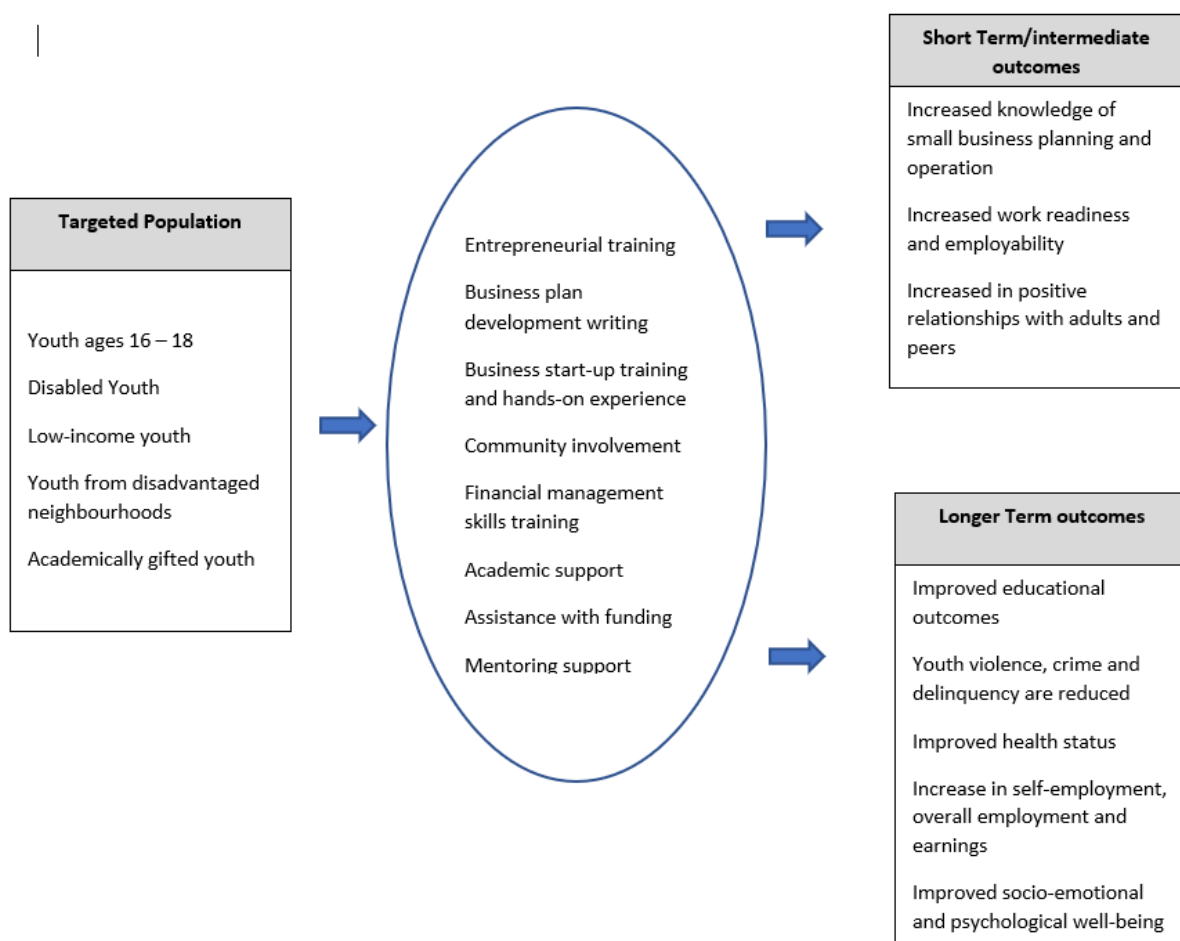 Targeted Population
Youth ages 16 – 18
Disabled Youth
Low-income youth
Youth from disadvantaged
neighbourhoods
Academically gifted youth
Entrepreneurial training
Business plan
development writing
Business start-up training
and hands-on experience
Community involvement
Financial management
skills training
Academic support
Assistance with funding
Mentoring support
Short Term/intermediate
outcomes
Increased knowledge of
small business planning and
operation
Increased work readiness
and employability
Increased in positive
relationships with adults and
peers
Longer Term outcomes
Improved educational
outcomes
Youth violence, crime and
delinquency are reduced
Improved health status
Increase in self-employment,
overall employment and
earnings
Improved socio-emotional
and psychological well-being